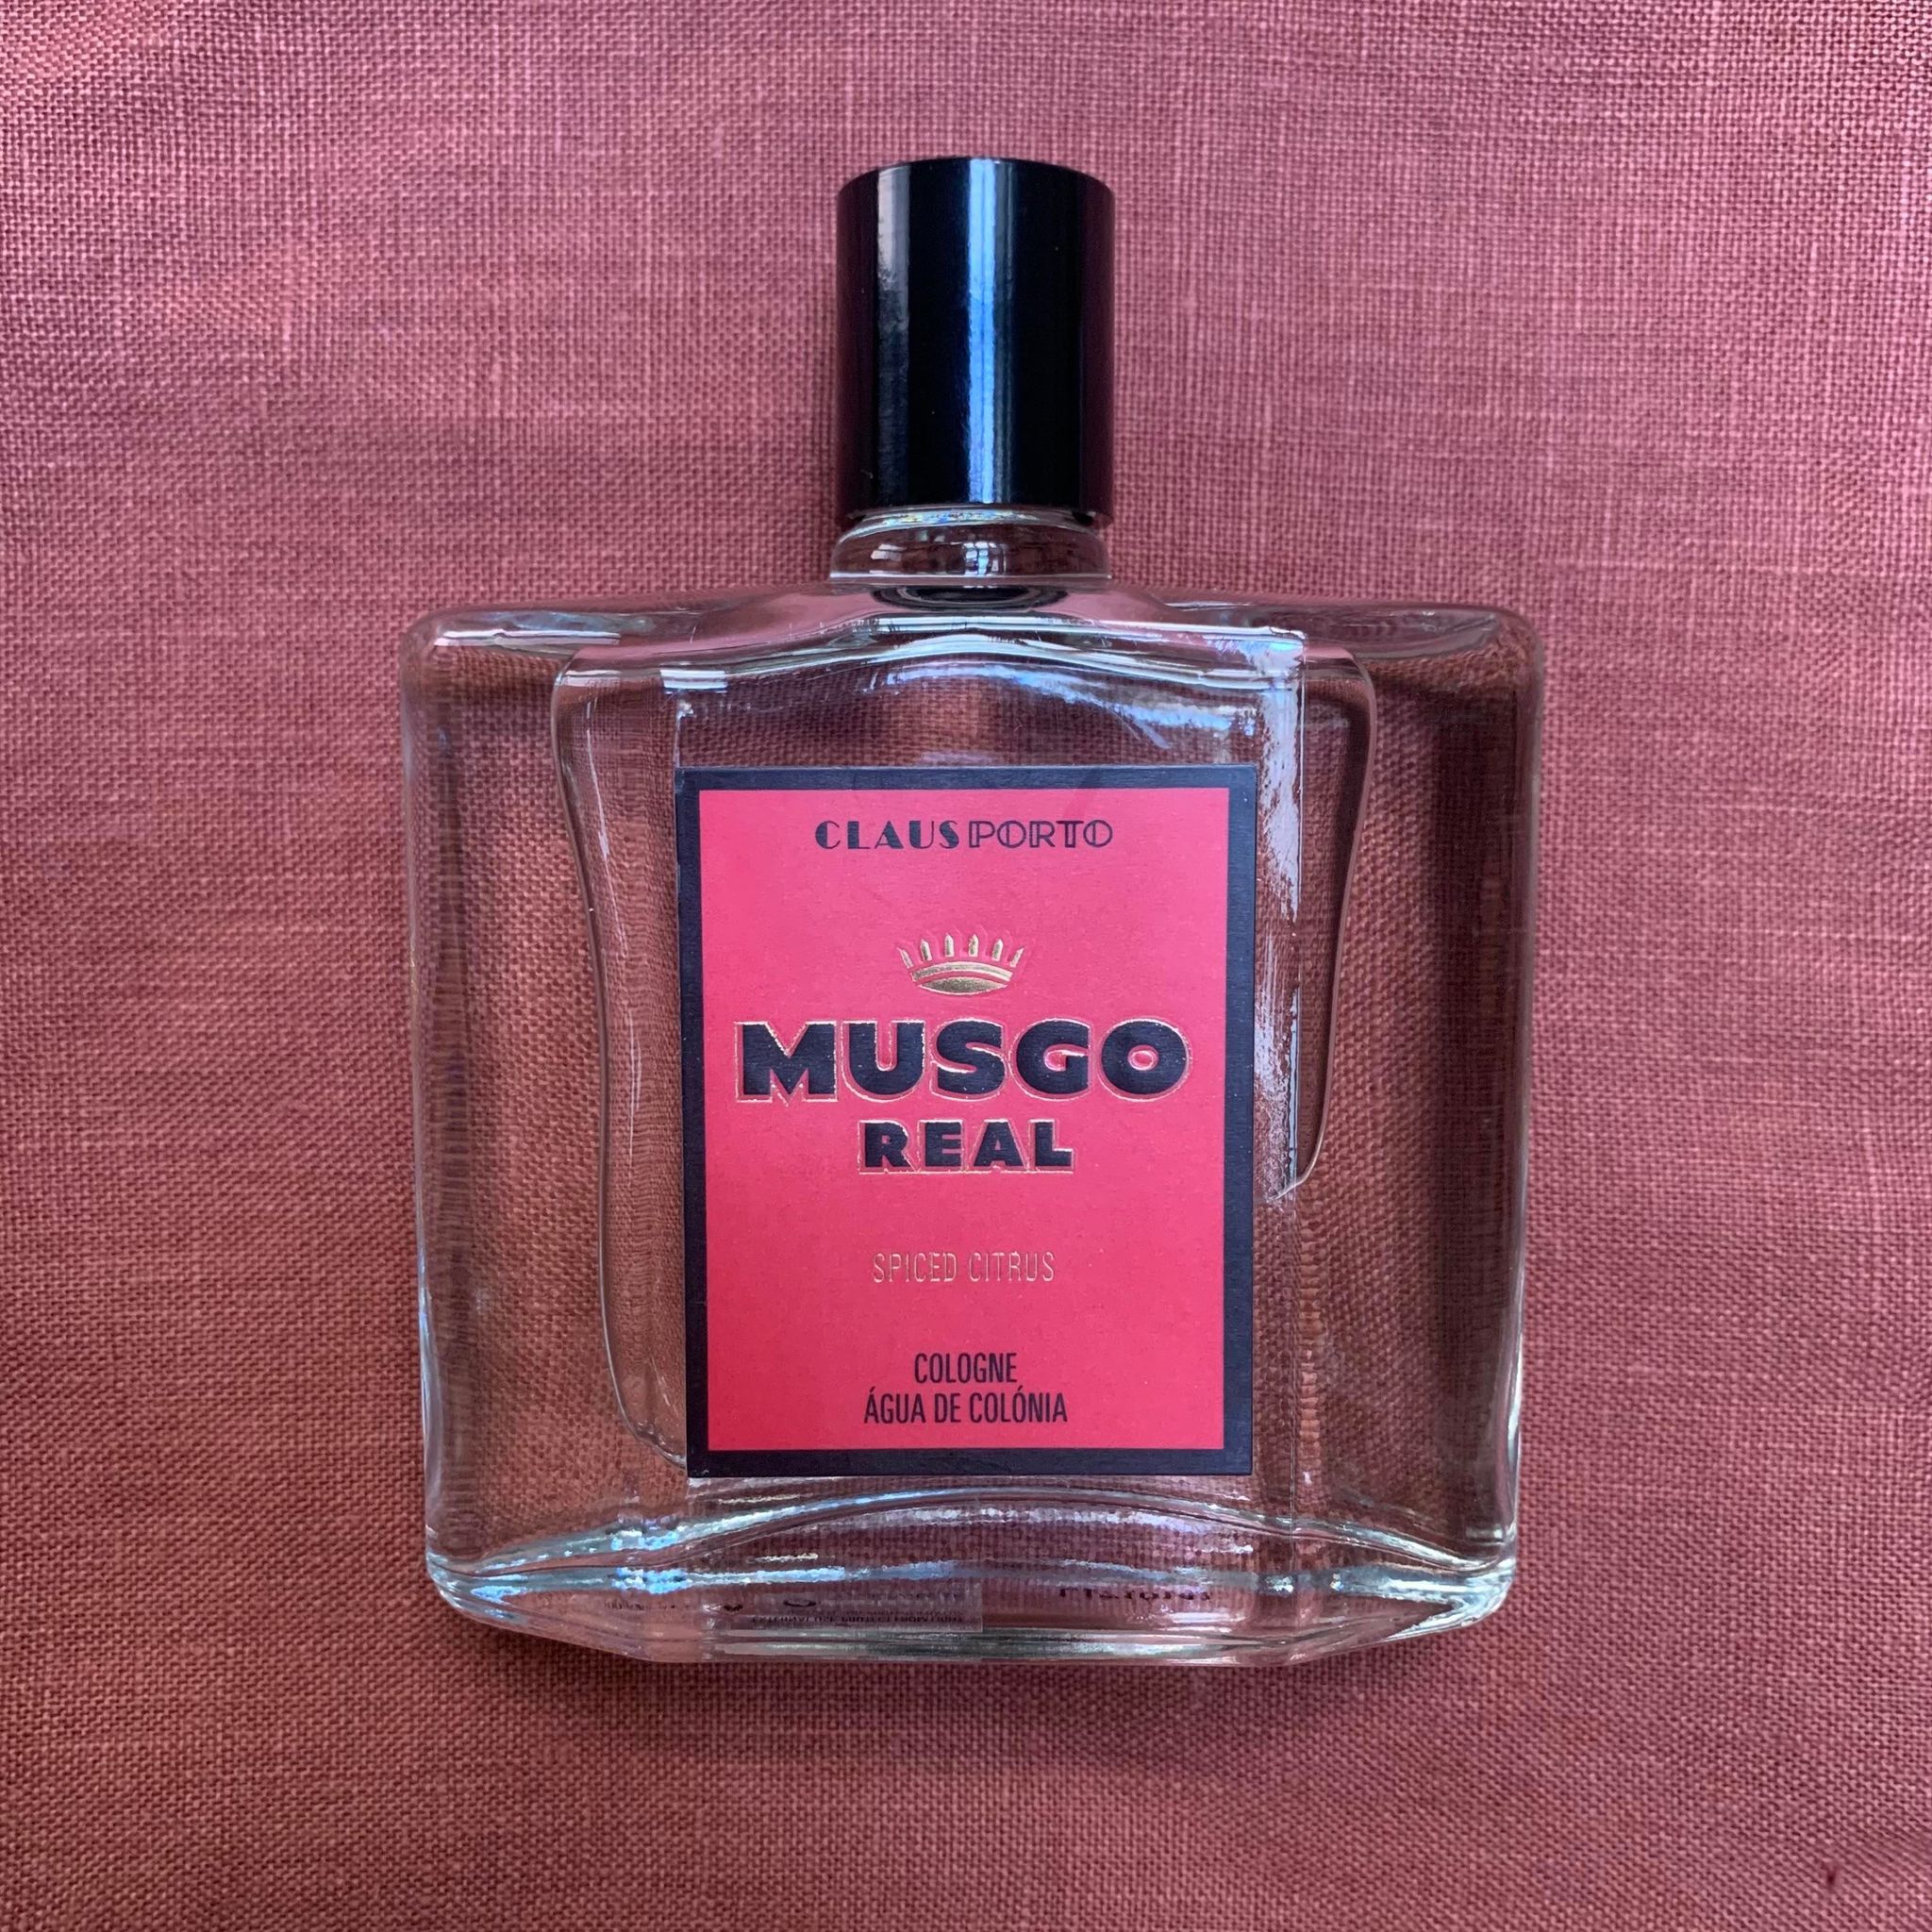 CLAUS PORTO
MUSGO
REAL
SPICED CITRUS
COLOGNE
ÁGUA DE COLÓNIA